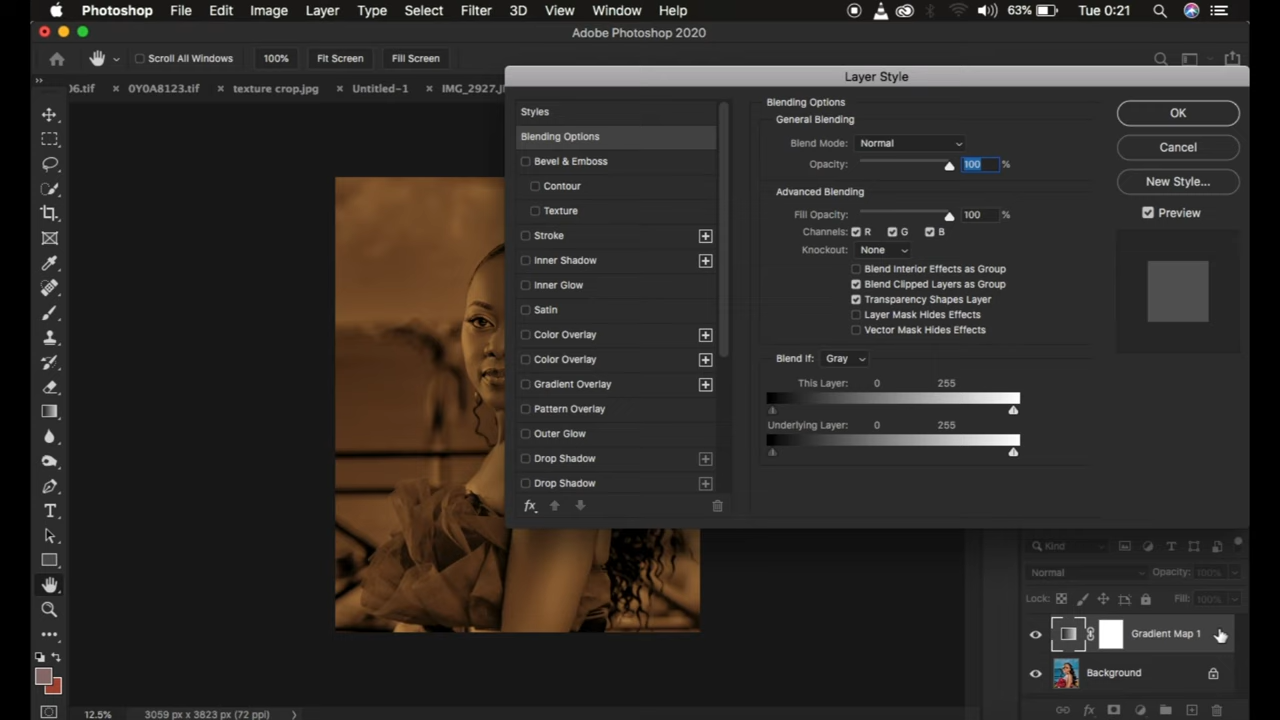 Photoshop File Edit Image Layer Type Select Filter 3D View Window Help 63% Tue 0:21
Adobe Photoshop 2020
Scroll All Windows 100% Fit Screen Fill Screen
06.tif × 0Y0A8123.tif × texture crop.jpg × Untitled-1 × IMG_2927.J
Layer Style
Styles
Blending Options
Bevel & Emboss
Contour
Texture
Stroke
Inner Shadow
Inner Glow
Satin
Color Overlay
Color Overlay
Gradient Overlay
Pattern Overlay
Outer Glow
Drop Shadow
Drop Shadow
fx
Blending Options
General Blending
Blend Mode: Normal
Opacity: 100 %
Advanced Blending
Fill Opacity: 100 %
Channels: R G B
Knockout: None
Blend Interior Effects as Group
Blend Clipped Layers as Group
Transparency Shapes Layer
Layer Mask Hides Effects
Vector Mask Hides Effects
Blend If: Gray
This Layer: 0 255
Underlying Layer: 0 255
OK
Cancel
New Style...
Preview
Kind
Normal Opacity: 100%
Lock: Fill: 100%
Gradient Map 1
Background
fx
12.5% 3059 px x 3823 px (72 ppi)